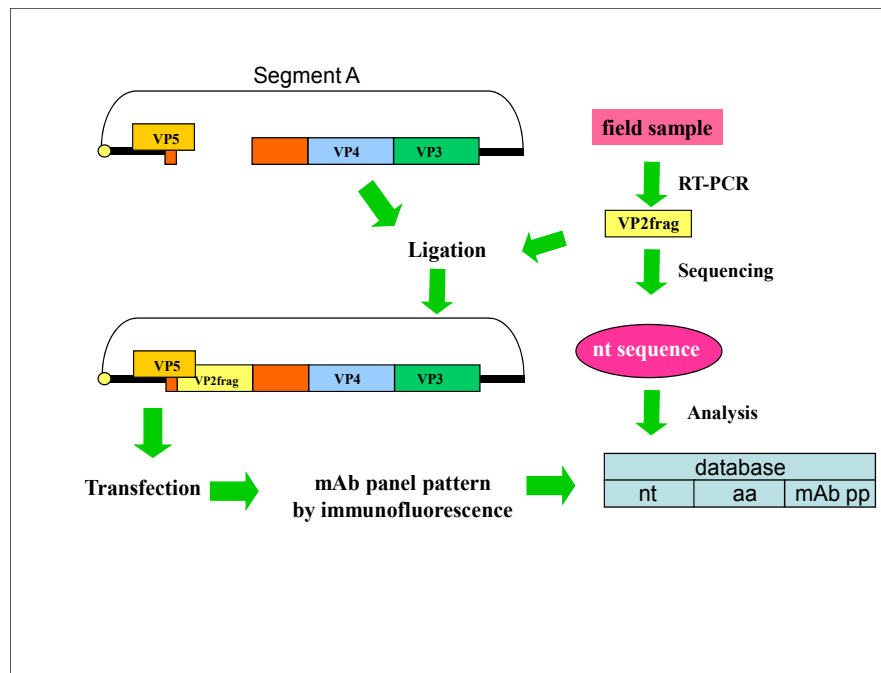 Segment A
VP5
VP4
VP3
field sample
RT-PCR
VP2frag
Ligation
Sequencing
nt sequence
VP5
VP2frag
VP4
VP3
Analysis
Transfection
mAb panel pattern
by immunofluorescence
database
nt aa mAb pp